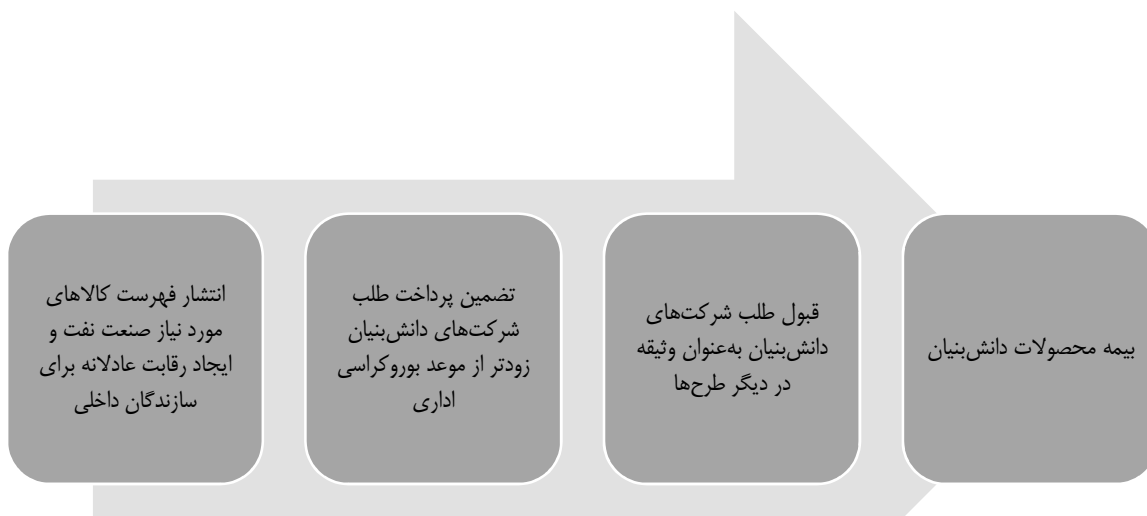 انتشار فهرست کالاهای
مورد نیاز صنعت نفت و
ایجاد رقابت عادلانه برای
سازندگان داخلی
تضمین پرداخت طلب
شرکت‌های دانش‌بنیان
زودتر از موعد بوروکراسی
اداری
قبول طلب شرکت‌های
دانش‌بنیان به‌عنوان وثیقه
در دیگر طرح‌ها
بیمه محصولات دانش‌بنیان